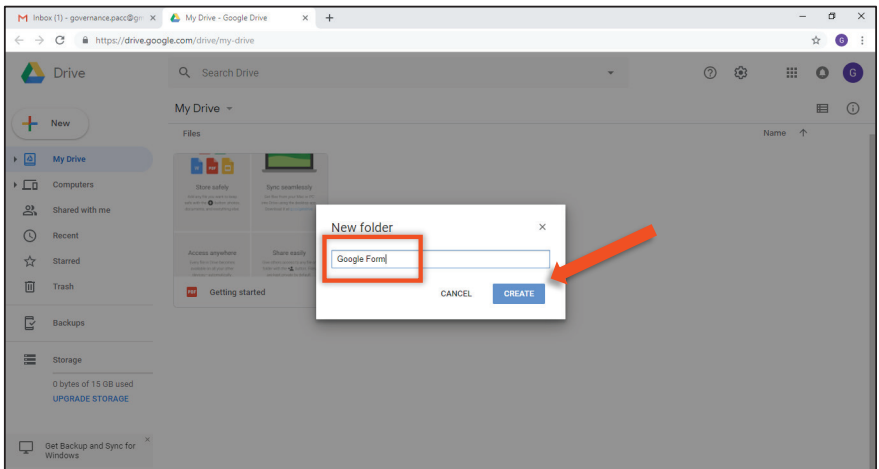 Inbox (1) - governance.pacc@gm
My Drive - Google Drive
https://drive.google.com/drive/my-drive
G
Drive
Search Drive
G
New
My Drive
Files
Name
My Drive
Computers
Shared with me
Recent
Starred
Trash
Backups
Storage
0 bytes of 15 GB used
UPGRADE STORAGE
Get Backup and Sync for
Windows
Store safely
Sync seamlessly
Access anywhere
Share easily
PDF
Getting started
New folder
Google Form
CANCEL
CREATE